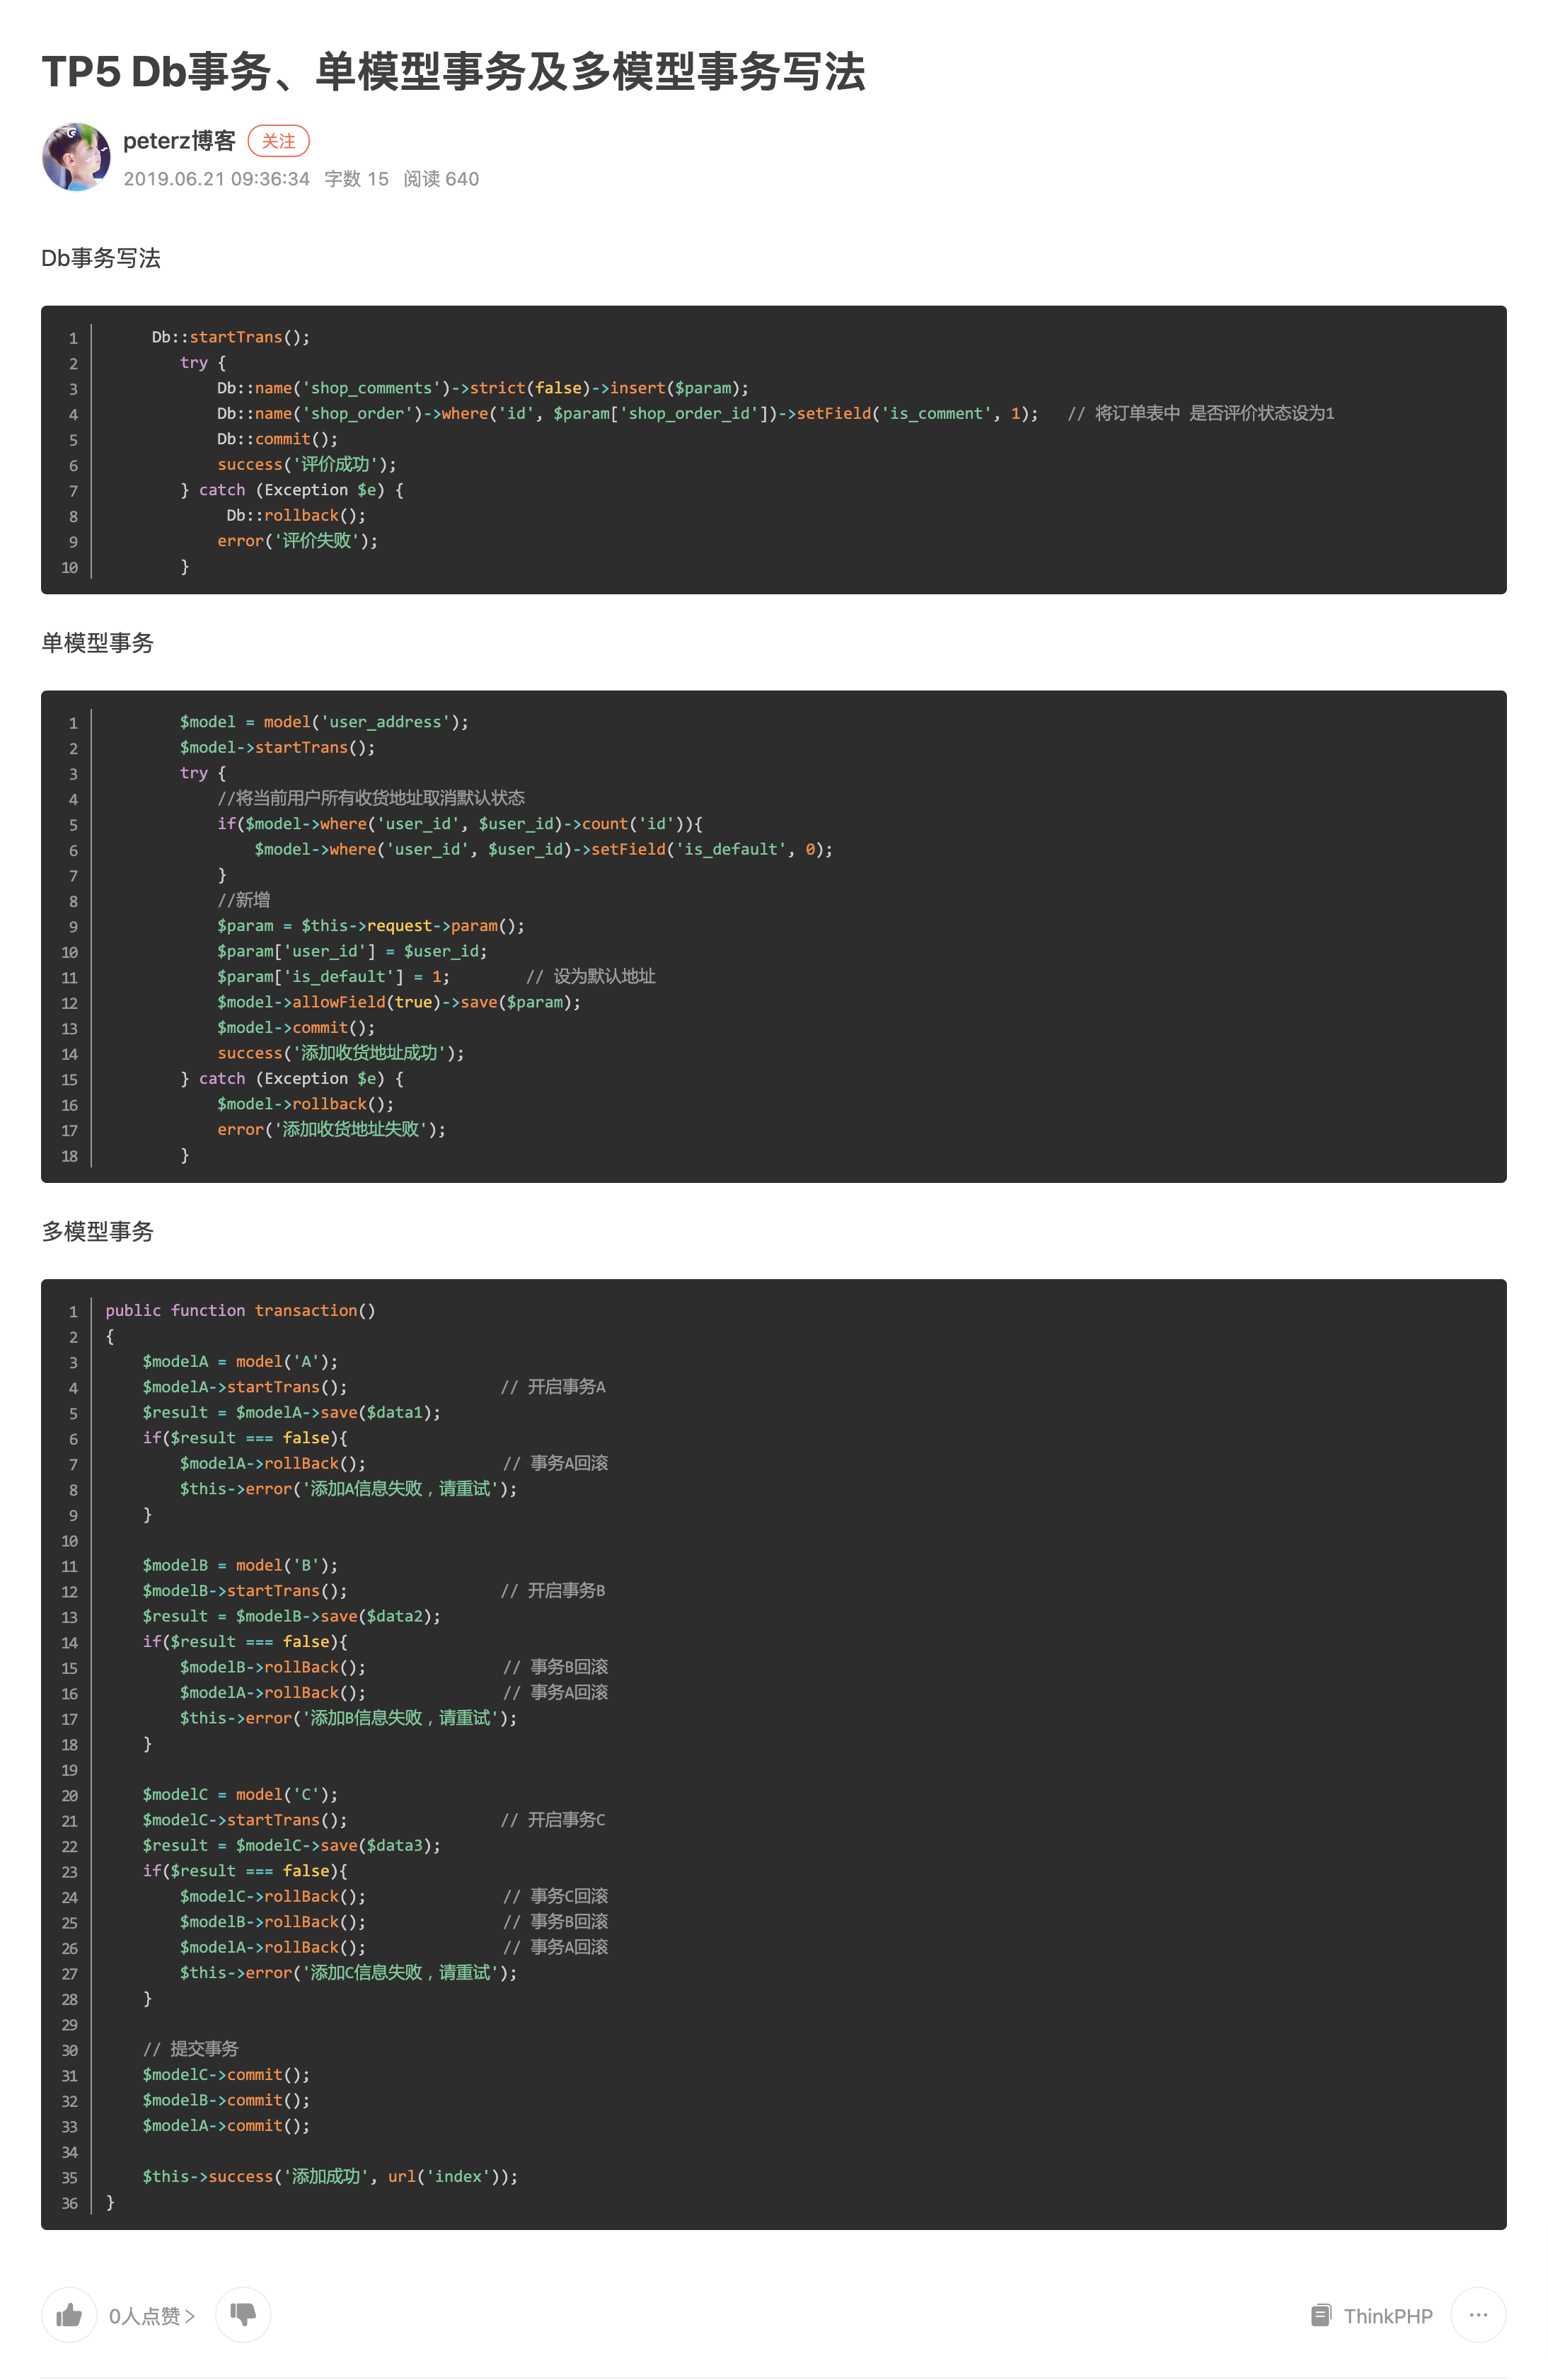 TP5 Db事务、单模型事务及多模型事务写法
peterz博客 关注
2019.06.21 09:36:34 字数 15 阅读 640
Db事务写法
1 Db::startTrans();
2 try {
3 Db::name('shop_comments')->strict(false)->insert($param);
4 Db::name('shop_order')->where('id', $param['shop_order_id'])->setField('is_comment', 1); // 将订单表中 是否评价状态设为1
5 Db::commit();
6 success('评价成功');
7 } catch (Exception $e) {
8 Db::rollback();
9 error('评价失败');
10 }
单模型事务
1 $model = model('user_address');
2 $model->startTrans();
3 try {
4 //将当前用户所有收货地址取消默认状态
5 if($model->where('user_id', $user_id)->count('id')){
6 $model->where('user_id', $user_id)->setField('is_default', 0);
7 }
8 //新增
9 $param = $this->request->param();
10 $param['user_id'] = $user_id;
11 $param['is_default'] = 1; // 设为默认地址
12 $model->allowField(true)->save($param);
13 $model->commit();
14 success('添加收货地址成功');
15 } catch (Exception $e) {
16 $model->rollback();
17 error('添加收货地址失败');
18 }
多模型事务
1 public function transaction()
2 {
3 $modelA = model('A');
4 $modelA->startTrans(); // 开启事务A
5 $result = $modelA->save($data1);
6 if($result === false){
7 $modelA->rollBack(); // 事务A回滚
8 $this->error('添加A信息失败，请重试');
9 }
10
11 $modelB = model('B');
12 $modelB->startTrans(); // 开启事务B
13 $result = $modelB->save($data2);
14 if($result === false){
15 $modelB->rollBack(); // 事务B回滚
16 $modelA->rollBack(); // 事务A回滚
17 $this->error('添加B信息失败，请重试');
18 }
19
20 $modelC = model('C');
21 $modelC->startTrans(); // 开启事务C
22 $result = $modelC->save($data3);
23 if($result === false){
24 $modelC->rollBack(); // 事务C回滚
25 $modelB->rollBack(); // 事务B回滚
26 $modelA->rollBack(); // 事务A回滚
27 $this->error('添加C信息失败，请重试');
28 }
29
30 // 提交事务
31 $modelC->commit();
32 $modelB->commit();
33 $modelA->commit();
34
35 $this->success('添加成功', url('index'));
36 }
0人点赞 > ThinkPHP ...